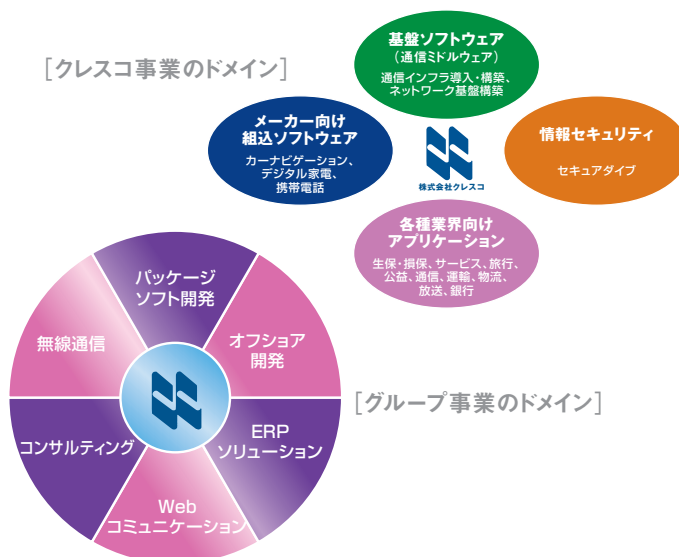 [クレスコ事業のドメイン]
基盤ソフトウェア
(通信ミドルウェア)
通信インフラ導入・構築、
ネットワーク基盤構築
メーカー向け
組込ソフトウェア
カーナビゲーション、
デジタル家電、
携帯電話
株式会社クレスコ
情報セキュリティ
セキュアダイブ
各種業界向け
アプリケーション
生保・損保、サービス、旅行、
公益、通信、運輸、物流、
放送、銀行
パッケージ
ソフト開発
オフショア
開発
無線通信
[グループ事業のドメイン]
ERP
ソリューション
コンサルティング
Web
コミュニケーション